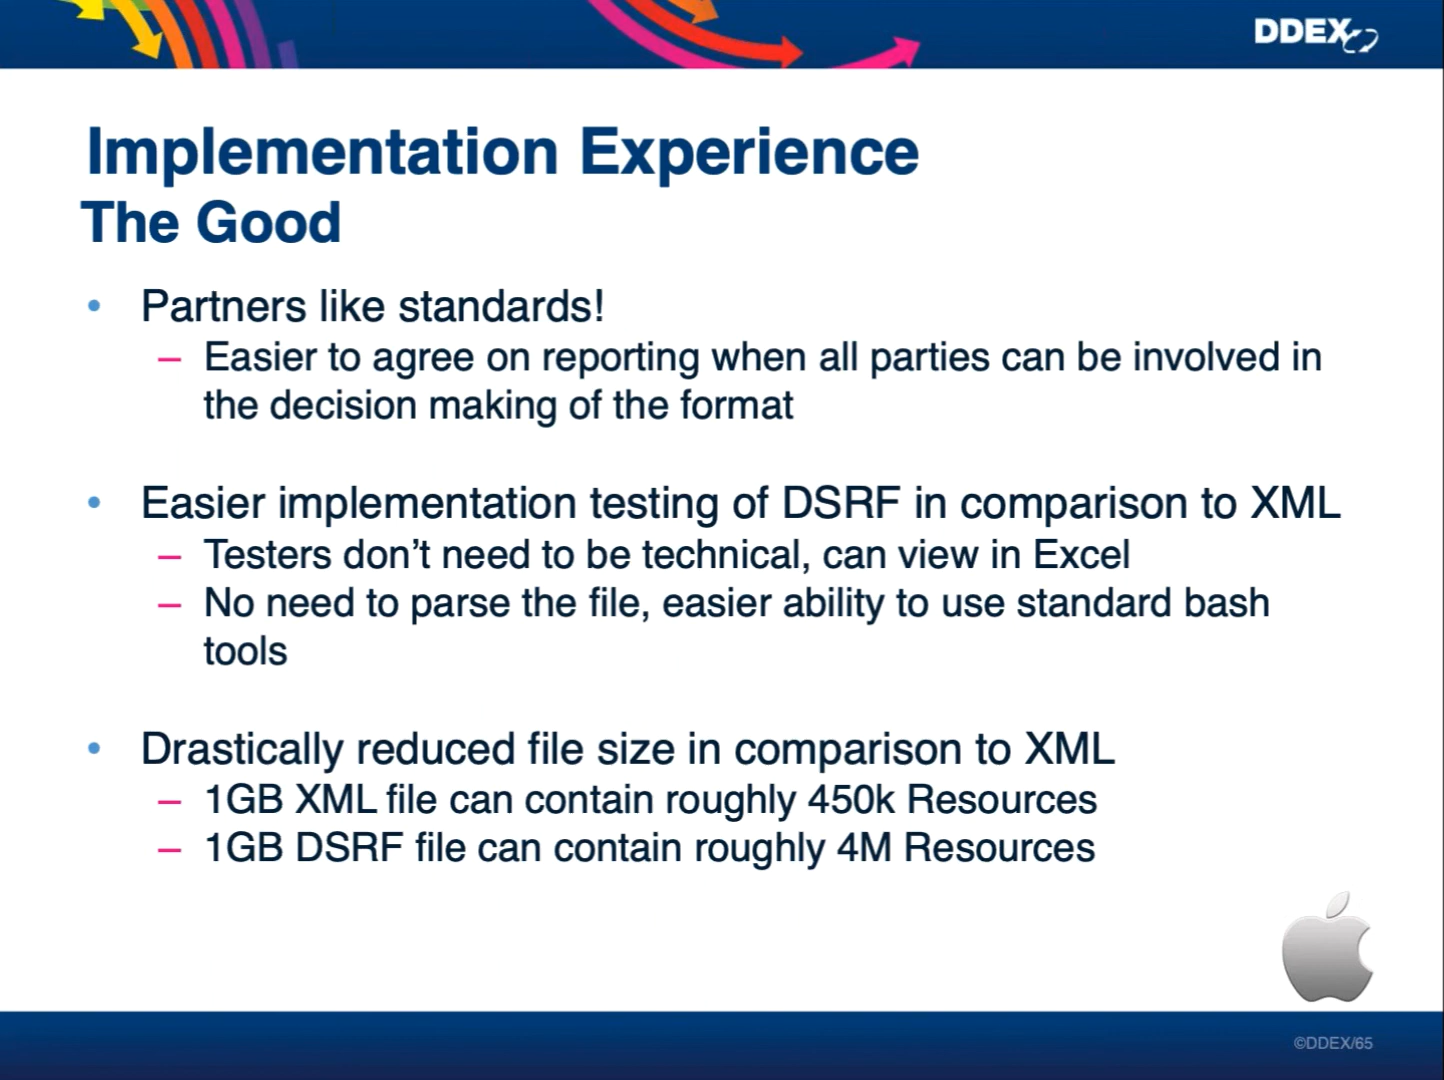 DDEX
Implementation Experience
The Good
• Partners like standards!
– Easier to agree on reporting when all parties can be involved in
the decision making of the format
• Easier implementation testing of DSRF in comparison to XML
– Testers don’t need to be technical, can view in Excel
– No need to parse the file, easier ability to use standard bash
tools
• Drastically reduced file size in comparison to XML
– 1GB XML file can contain roughly 450k Resources
– 1GB DSRF file can contain roughly 4M Resources
©DDEX/65